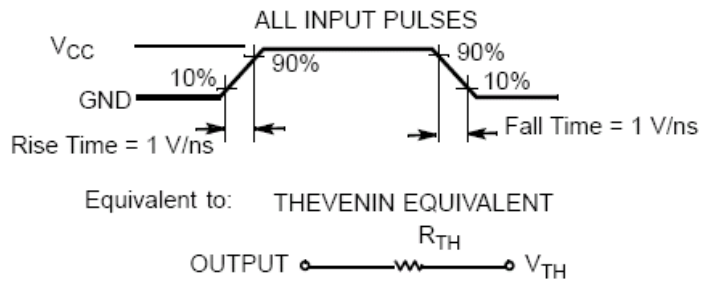 ALL INPUT PULSES
VCC
90%
90%
10%
10%
GND
Rise Time = 1 V/ns
Fall Time = 1 V/ns
Equivalent to:
THEVENIN EQUIVALENT
RTH
OUTPUT
VTH